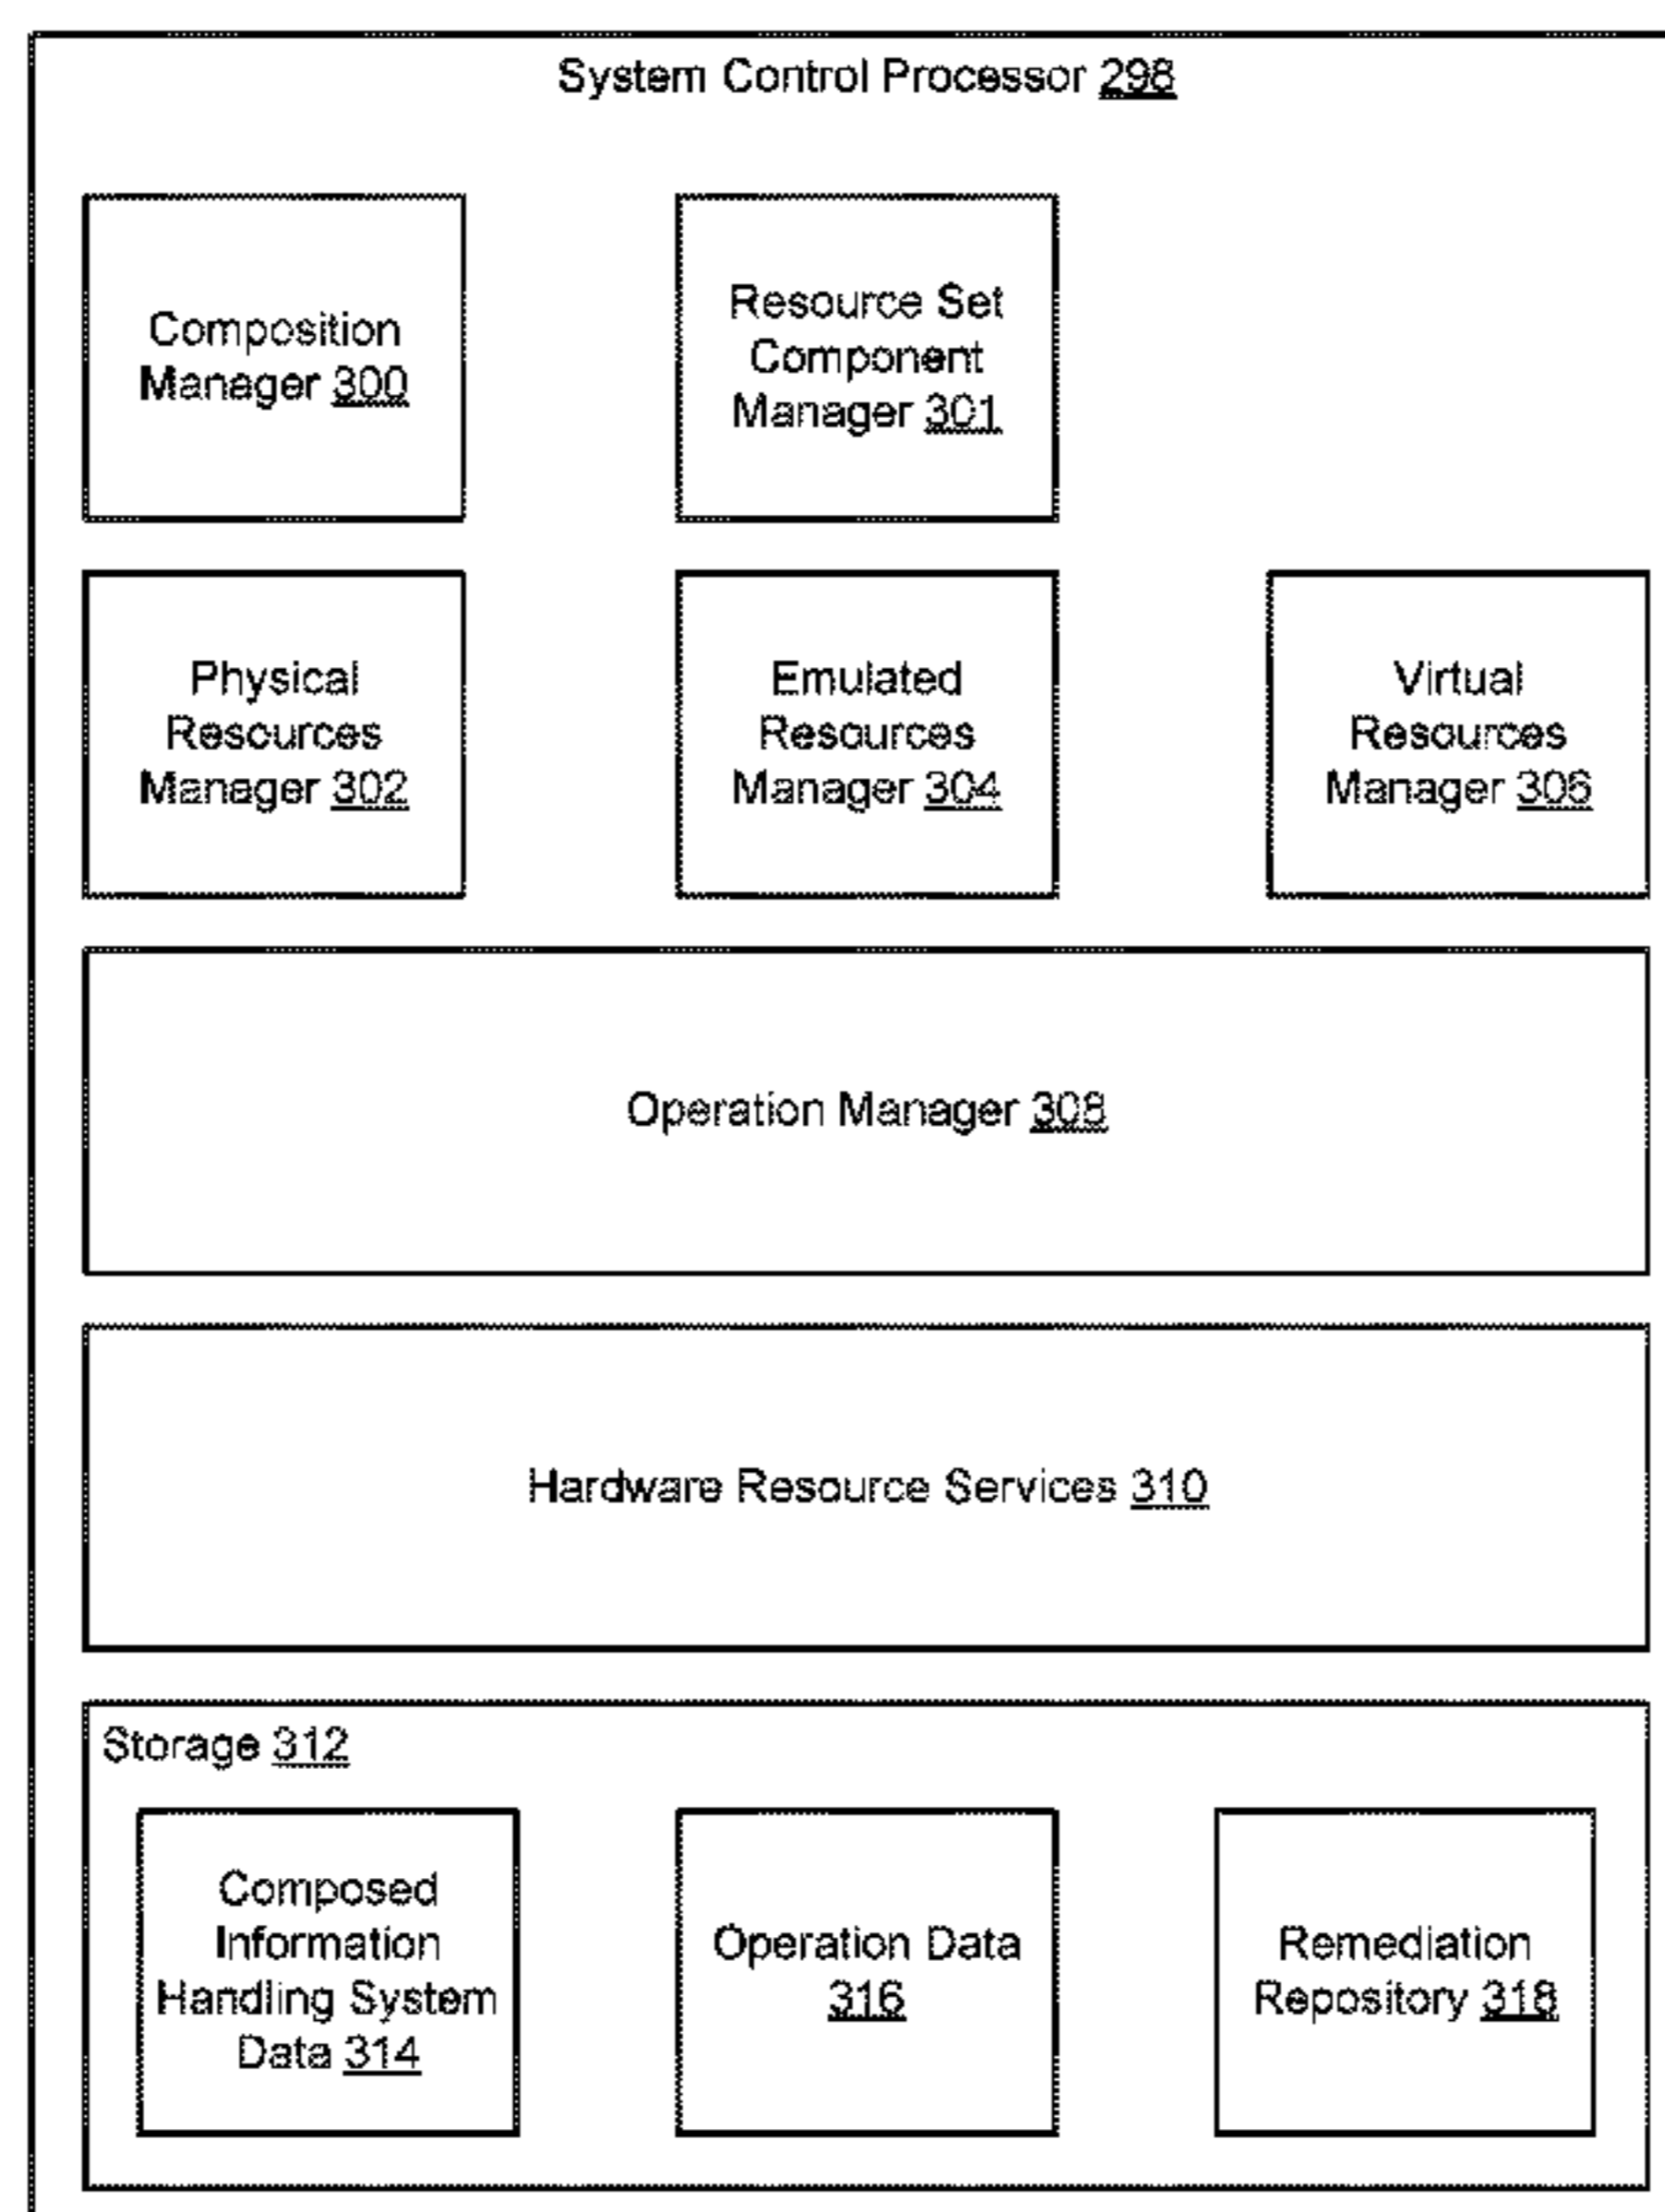 System Control Processor 298
Composition
Manager 300
Resource Set
Component
Manager 301
Physical
Resources
Manager 302
Emulated
Resources
Manager 304
Virtual
Resources
Manager 306
Operation Manager 308
Hardware Resource Services 310
Storage 312
Composed
Information
Handling System
Data 314
Operation Data
316
Remediation
Repository 318